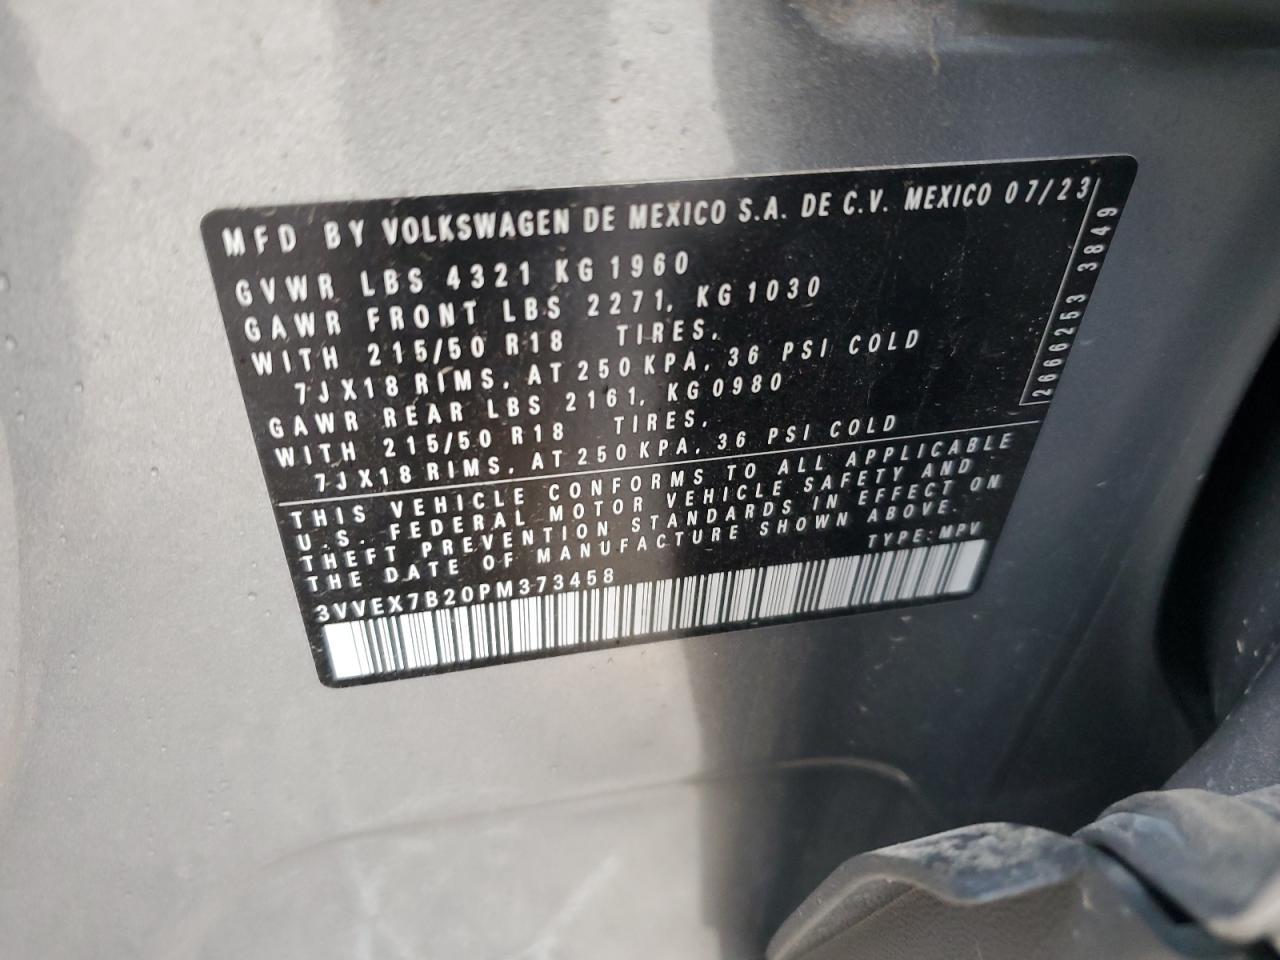 MFD BY VOLKSWAGEN DE MEXICO S.A. DE C.V. MEXICO 07/23
GVWR LBS 4321 KG 1960
GAWR FRONT LBS 2271, KG 1030
WITH 215/50 R18 TIRES,
7JX18 RIMS, AT 250 KPA, 36 PSI COLD
GAWR REAR LBS 2161, KG 0980
WITH 215/50 R18 TIRES,
7JX18 RIMS, AT 250 KPA, 36 PSI COLD
THIS VEHICLE CONFORMS TO ALL APPLICABLE
U.S. FEDERAL MOTOR VEHICLE SAFETY AND
THEFT PREVENTION STANDARDS IN EFFECT ON
THE DATE OF MANUFACTURE SHOWN ABOVE.
TYPE: MPV
3VVEX7B20PM373458
2666253 3849